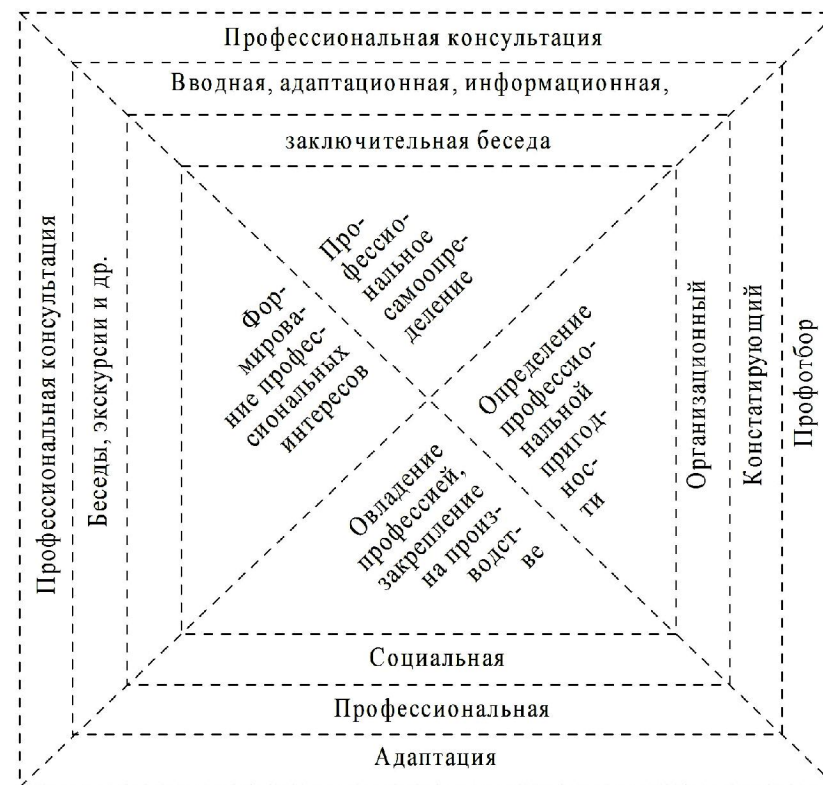 Профессиональная консультация
Вводная, адаптационная, информационная,
заключительная беседа
Про-
фессио-
нальное
самоопре-
деление
Профессиональная консультация
Беседы, экскурсии и др.
Фор-
мирова-
ние профес-
сиональных
интересов
Определение
профессио-
нальной
пригод-
нос-
ти
Организационный
Констатирующий
Профотбор
Овладение
профессией,
закрепление
на произ-
водст-
ве
Социальная
Профессиональная
Адаптация